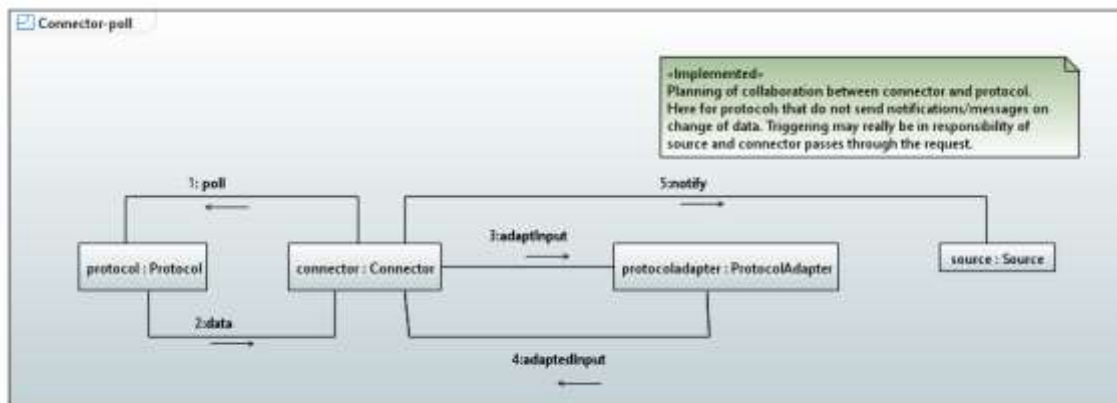 Connector-poll
«Implemented»
Planning of collaboration between connector and protocol.
Here for protocols that do not send notifications/messages on
change of data. Triggering may really be in responsibility of
source and connector passes through the request.
1: poll
5:notify
3:adaptInput
protocol : Protocol
connector : Connector
protocoladapter : ProtocolAdapter
source : Source
2:data
4:adaptedInput